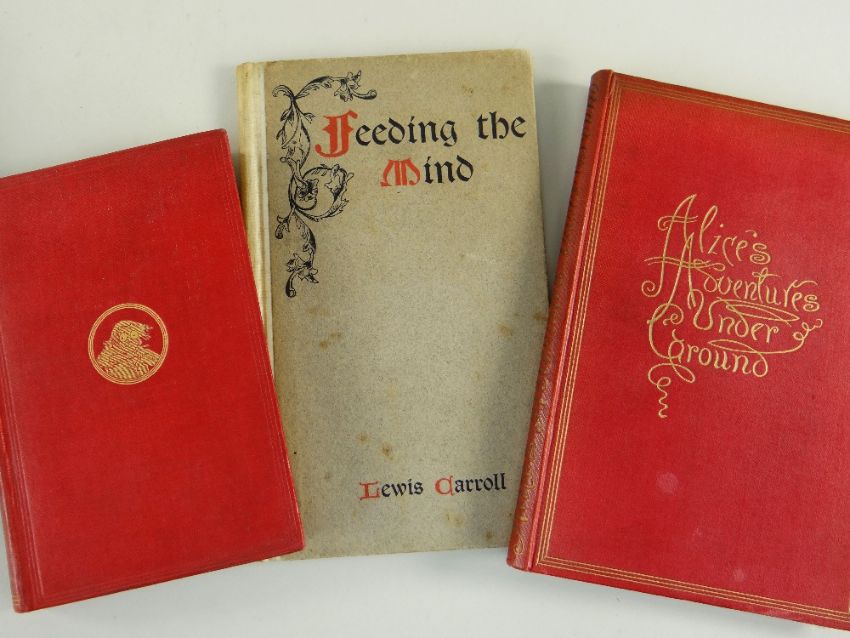 Feeding the
Mind
Lewis Carroll
Alice's
Adventures
Under
Ground